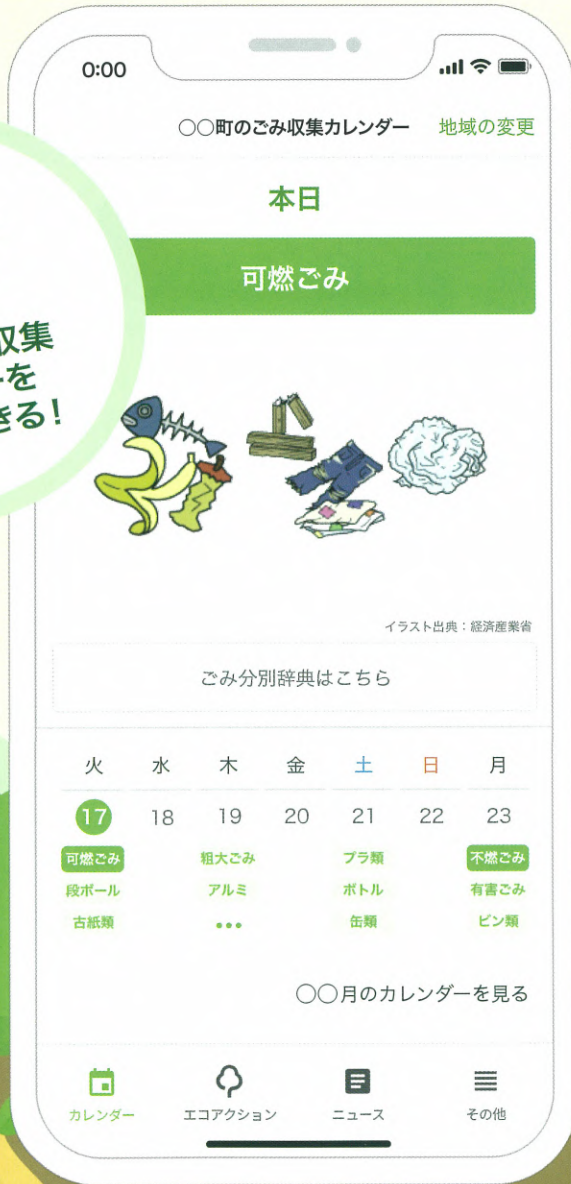 0:00
〇〇町のごみ収集カレンダー 地域の変更
本日
可燃ごみ
収集
を
きる!
イラスト出典:経済産業省
ごみ分別辞典はこちら
火 水 木 金 土 日 月
17 18 19 20 21 22 23
可燃ごみ 粗大ごみ プラ類 不燃ごみ
段ボール アルミ ボトル 有害ごみ
古紙類 ••• 缶類 ビン類
〇〇月のカレンダーを見る
カレンダー エコアクション ニュース その他